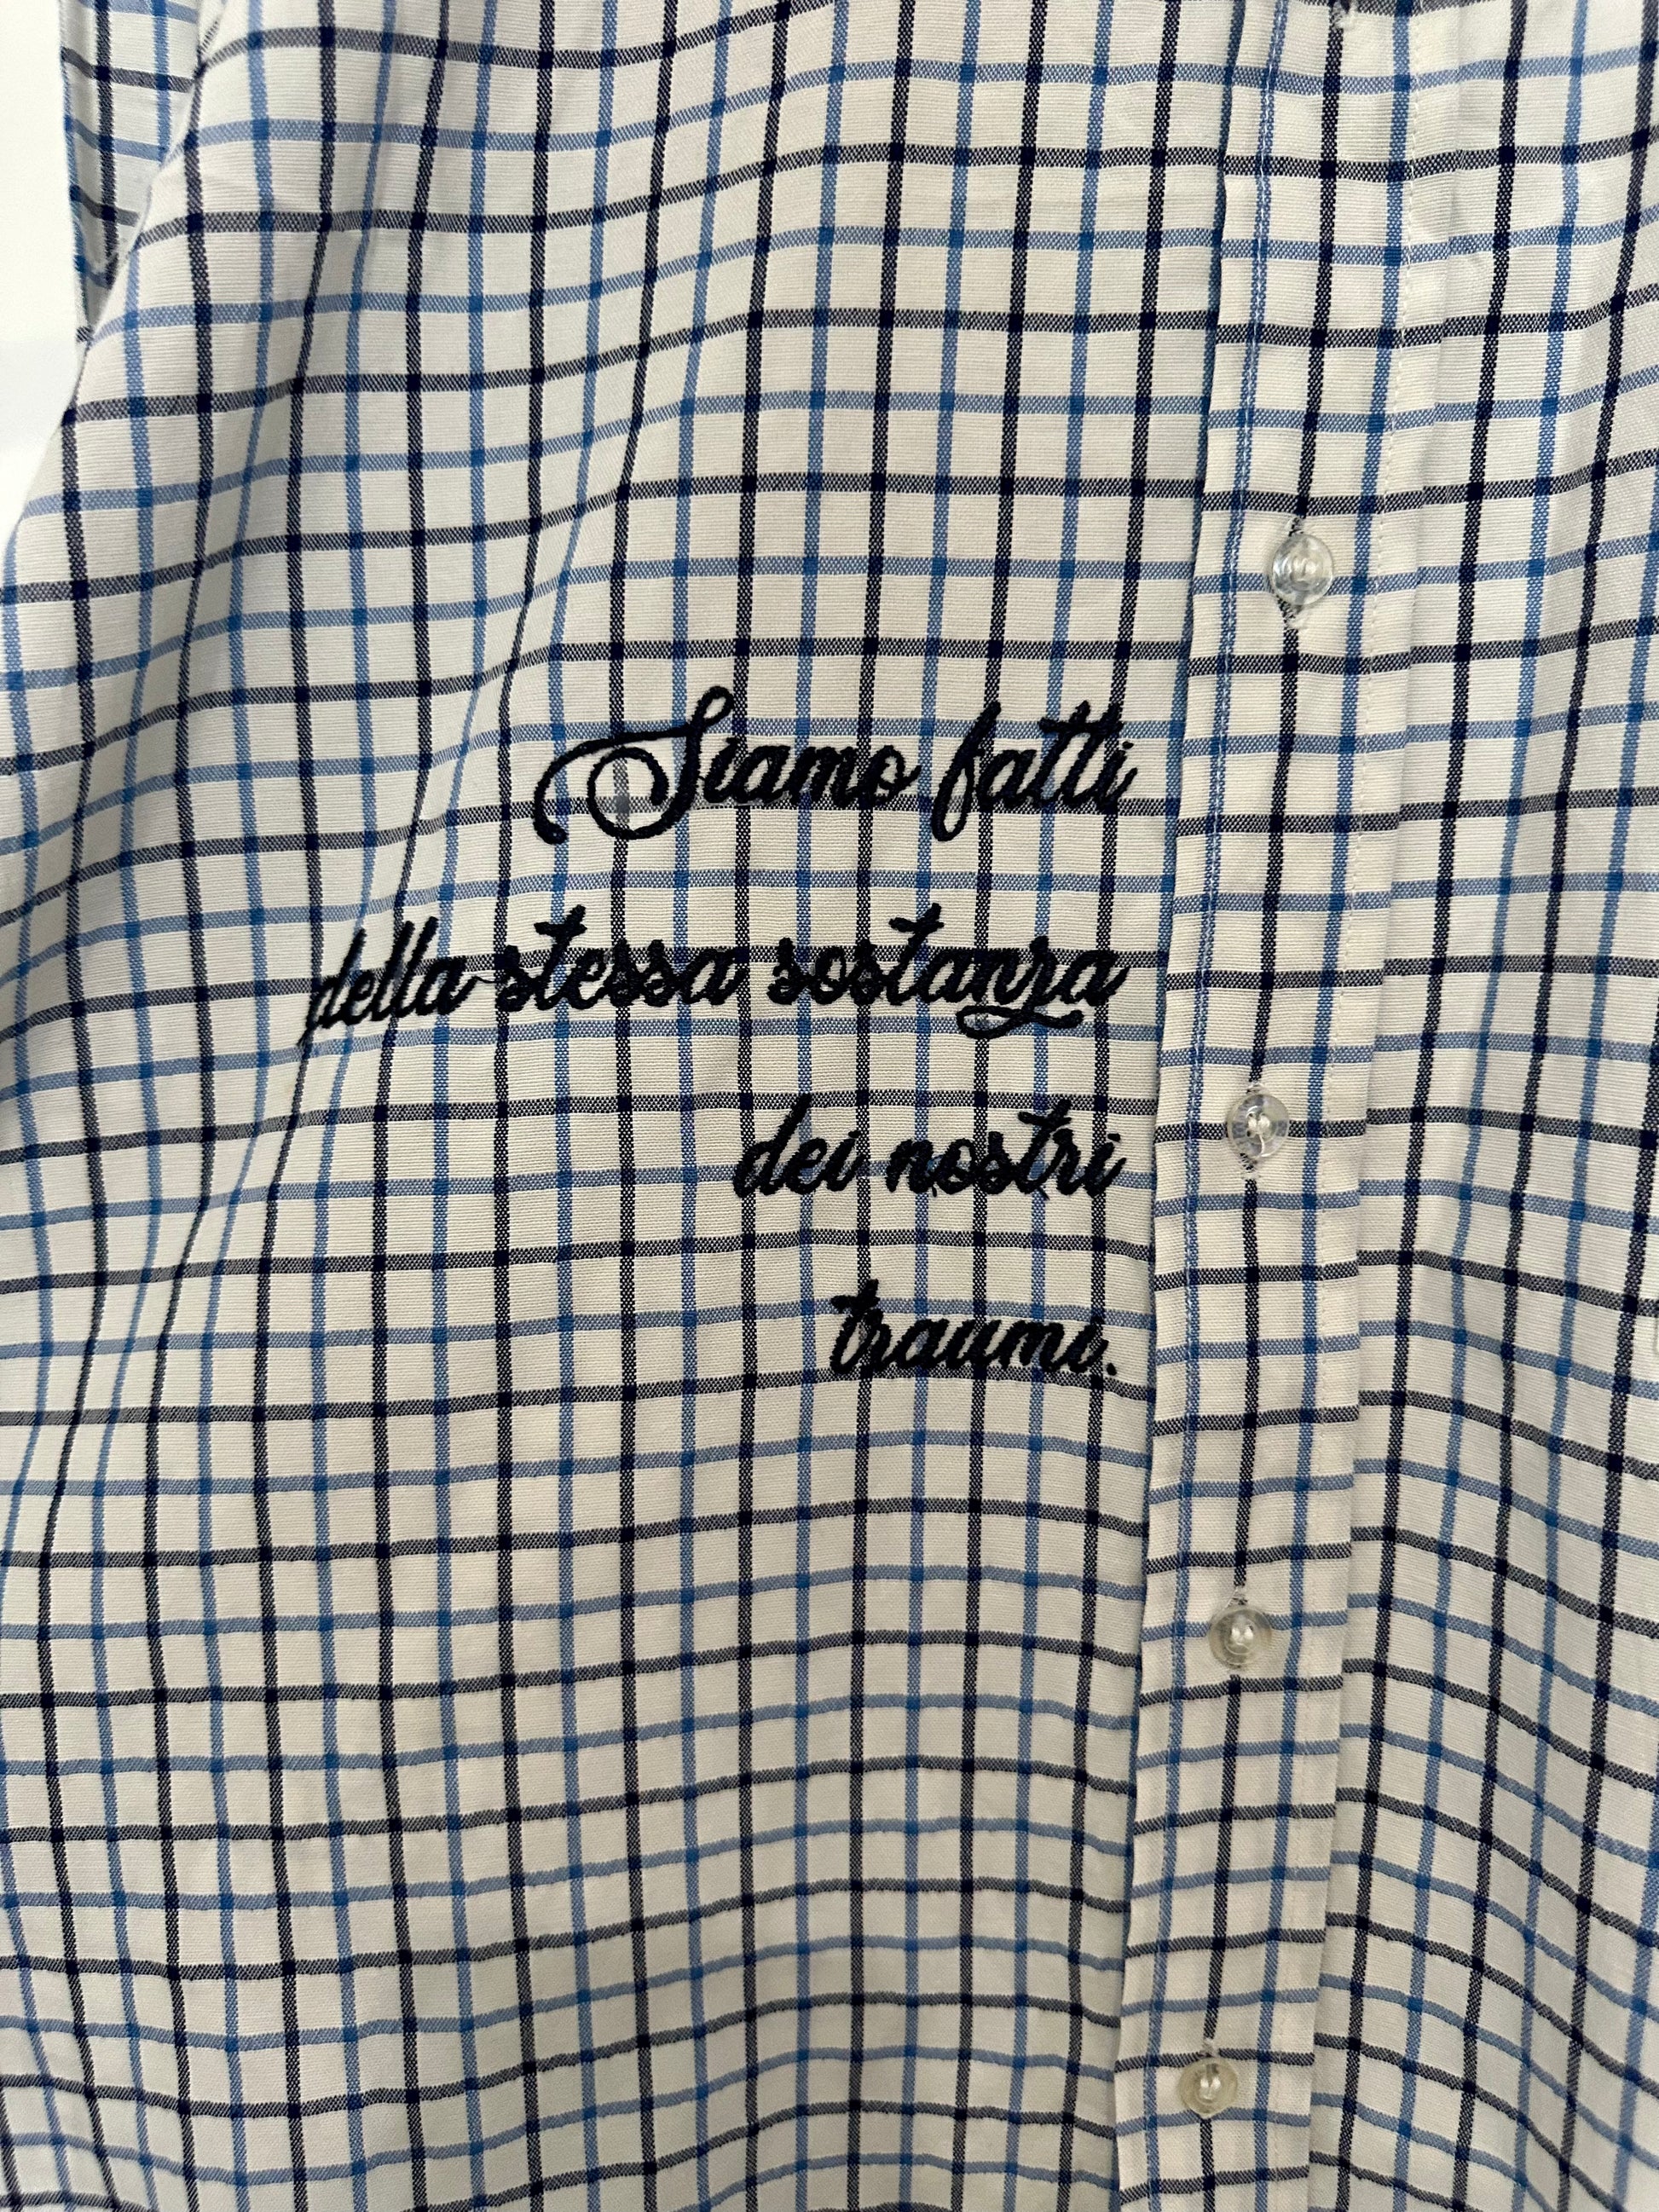 Siamo fatti
della stessa sostanza
dei nostri
traumi.